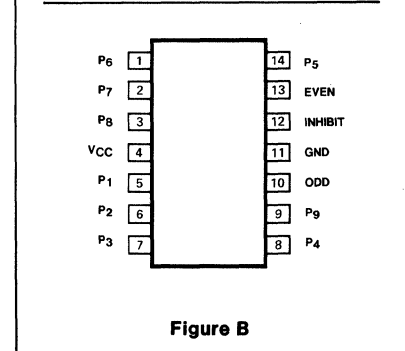 P6 1 14 P5
P7 2 13 EVEN
P8 3 12 INHIBIT
VCC 4 11 GND
P1 5 10 ODD
P2 6 9 P9
P3 7 8 P4
Figure B